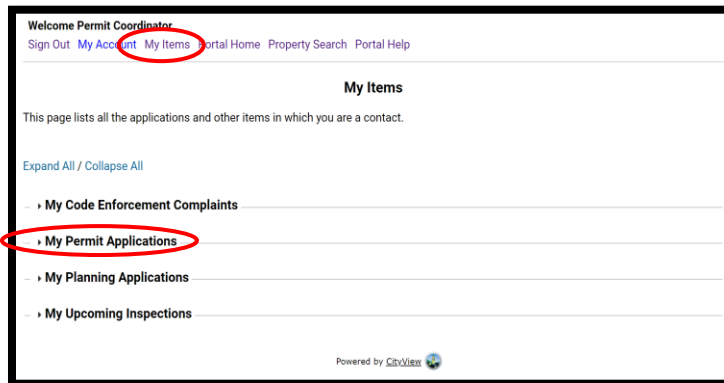 Welcome Permit Coordinator
Sign Out My Account My Items Portal Home Property Search Portal Help
My Items
This page lists all the applications and other items in which you are a contact.
Expand All / Collapse All
My Code Enforcement Complaints
My Permit Applications
My Planning Applications
My Upcoming Inspections
Powered by CityView